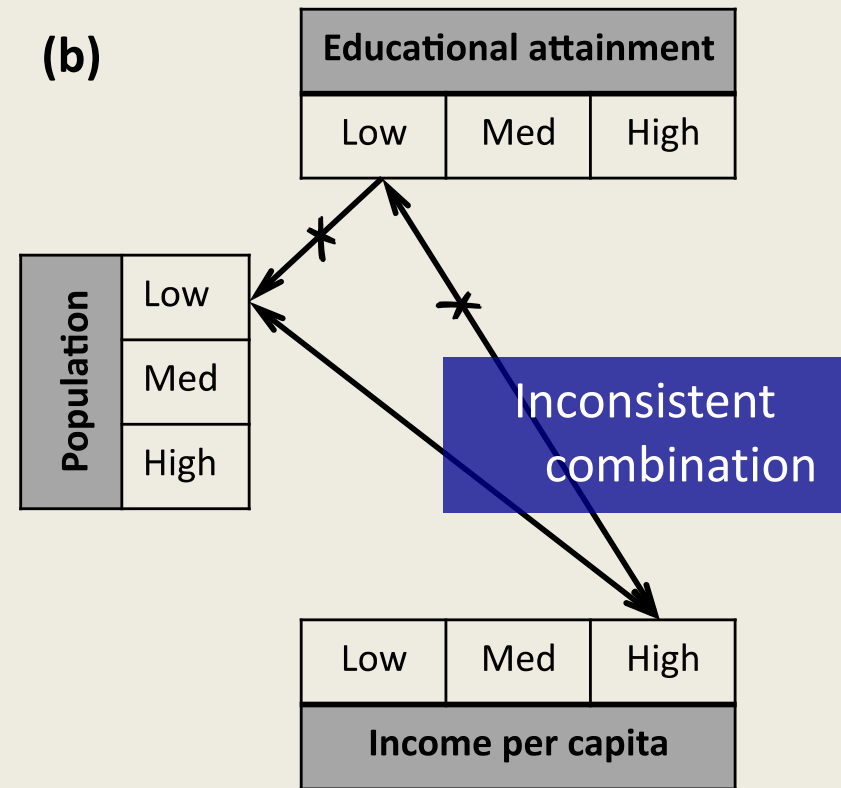 (b)
Educational attainment
Low Med High
Population
Low
Med
High
Inconsistent
combination
Low Med High
Income per capita